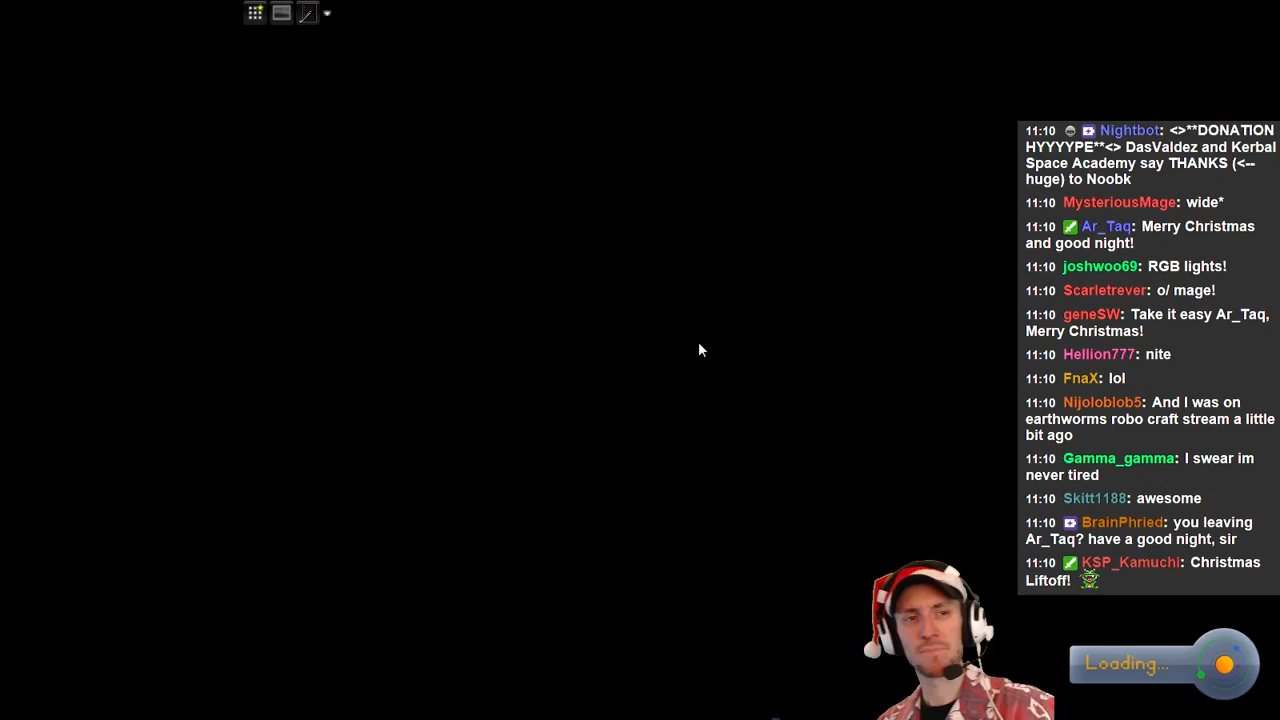 11:10 Nightbot: <>**DONATION
HYYYYPE**<> DasValdez and Kerbal
Space Academy say THANKS (<--
huge) to Noobk
11:10 MysteriousMage: wide*
11:10 Ar_Taq: Merry Christmas
and good night!
11:10 joshwoo69: RGB lights!
11:10 Scarletrever: o/ mage!
11:10 geneSW: Take it easy Ar_Taq,
Merry Christmas!
11:10 Hellion777: nite
11:10 FnaX: lol
11:10 Nijoloblob5: And I was on
earthworms robo craft stream a little
bit ago
11:10 Gamma_gamma: I swear im
never tired
11:10 Skitt1188: awesome
11:10 BrainPhried: you leaving
Ar_Taq? have a good night, sir
11:10 KSP_Kamuchi: Christmas
Liftoff!
Loading...